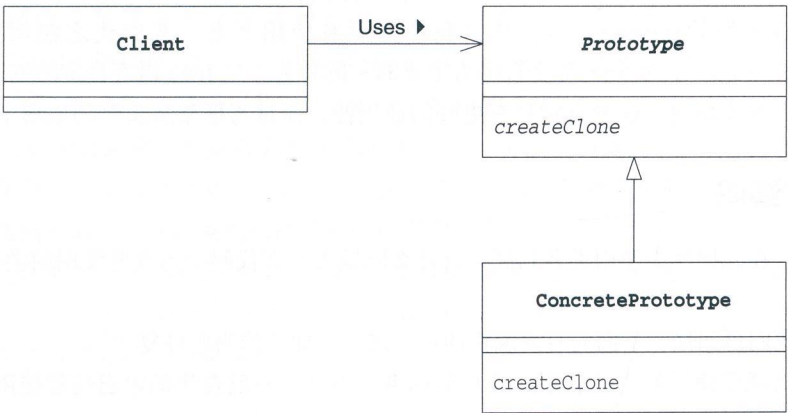 Client
Uses ▶
Prototype
createClone
ConcretePrototype
createClone